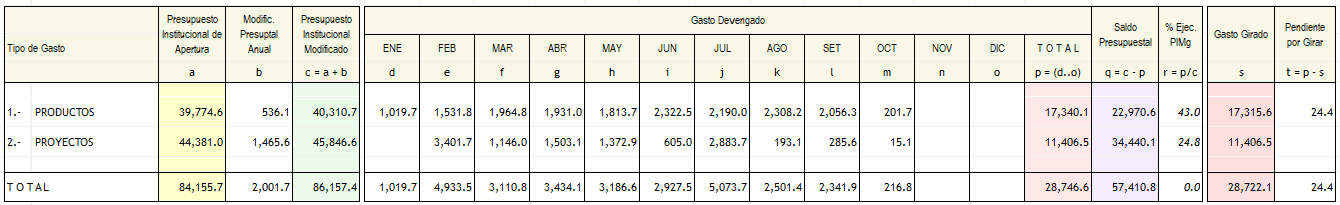 Tipo de Gasto
Presupuesto
Institucional de
Apertura
a
Modific.
Presuptal
Anual
b
Presupuesto
Institucional
Modificado
c = a + b
Gasto Devengado
ENE FEB MAR ABR MAY JUN JUL AGO SET OCT NOV DIC T O T A L
d e f g h i j k l m n o p = (d..o)
Saldo
Presupuestal
q = c - p
% Ejec.
PIMg
r = p/c
Gasto Girado
s
Pendiente
por Girar
t = p - s
1.- PRODUCTOS 39,774.6 536.1 40,310.7 1,019.7 1,531.8 1,964.8 1,931.0 1,813.7 2,322.5 2,190.0 2,308.2 2,056.3 201.7 17,340.1 22,970.6 43.0 17,315.6 24.4
2.- PROYECTOS 44,381.0 1,465.6 45,846.6 3,401.7 1,146.0 1,503.1 1,372.9 605.0 2,883.7 193.1 285.6 15.1 11,406.5 34,440.1 24.8 11,406.5
T O T A L 84,155.7 2,001.7 86,157.4 1,019.7 4,933.5 3,110.8 3,434.1 3,186.6 2,927.5 5,073.7 2,501.4 2,341.9 216.8 28,746.6 57,410.8 0.0 28,722.1 24.4